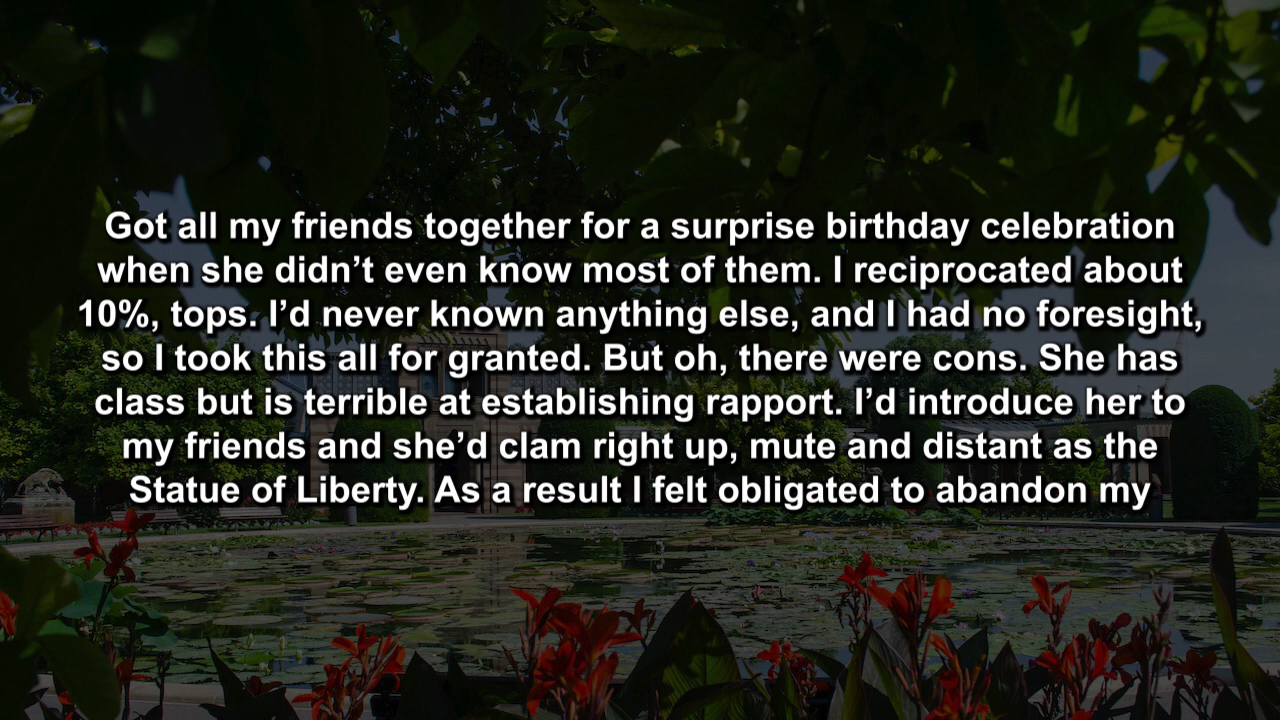 Got all my friends together for a surprise birthday celebration
when she didn’t even know most of them. I reciprocated about
10%, tops. I’d never known anything else, and I had no foresight,
so I took this all for granted. But oh, there were cons. She has
class but is terrible at establishing rapport. I’d introduce her to
my friends and she’d clam right up, mute and distant as the
Statue of Liberty. As a result I felt obligated to abandon my